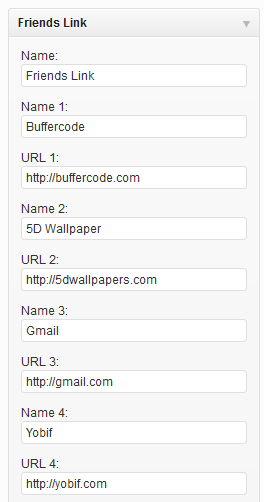 Friends Link
Name:
Friends Link
Name 1:
Buffercode
URL 1:
http://buffercode.com
Name 2:
5D Wallpaper
URL 2:
http://5dwallpapers.com
Name 3:
Gmail
URL 3:
http://gmail.com
Name 4:
Yobif
URL 4:
http://yobif.com